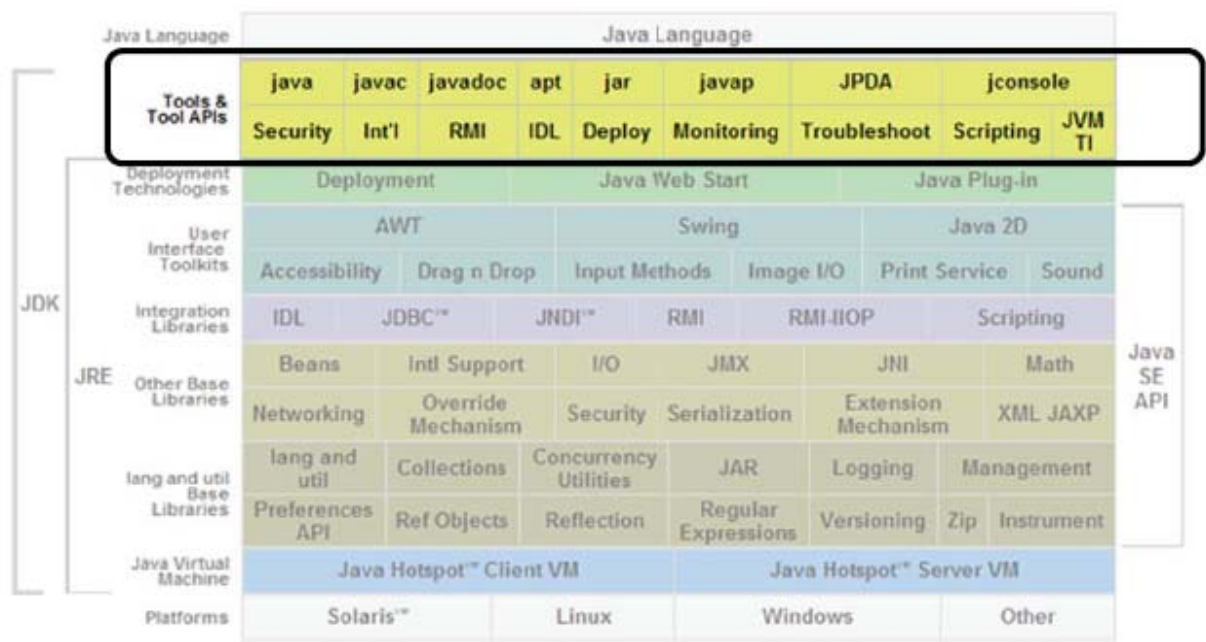 Java Language Java Language
java javac javadoc apt jar javap JPDA jconsole
Tools &
Tool APIs
Security Int'l RMI IDL Deploy Monitoring Troubleshoot Scripting JVM
TI
Deployment
Technologies
Deployment Java Web Start Java Plug-in
User
Interface
Toolkits
AWT Swing Java 2D
Accessibility Drag n Drop Input Methods Image I/O Print Service Sound
JDK
Integration
Libraries
IDL JDBC™ JNDI™ RMI RMI-IIOP Scripting
JRE
Other Base
Libraries
Beans Intl Support I/O JMX JNI Math
Networking Override
Mechanism Security Serialization Extension
Mechanism XML JAXP
Java
SE
API
lang and util
Base
Libraries
lang and
util Collections Concurrency
Utilities JAR Logging Management
Preferences
API Ref Objects Reflection Regular
Expressions Versioning Zip Instrument
Java Virtual
Machine
Java Hotspot™ Client VM Java Hotspot™ Server VM
Platforms Solaris™ Linux Windows Other